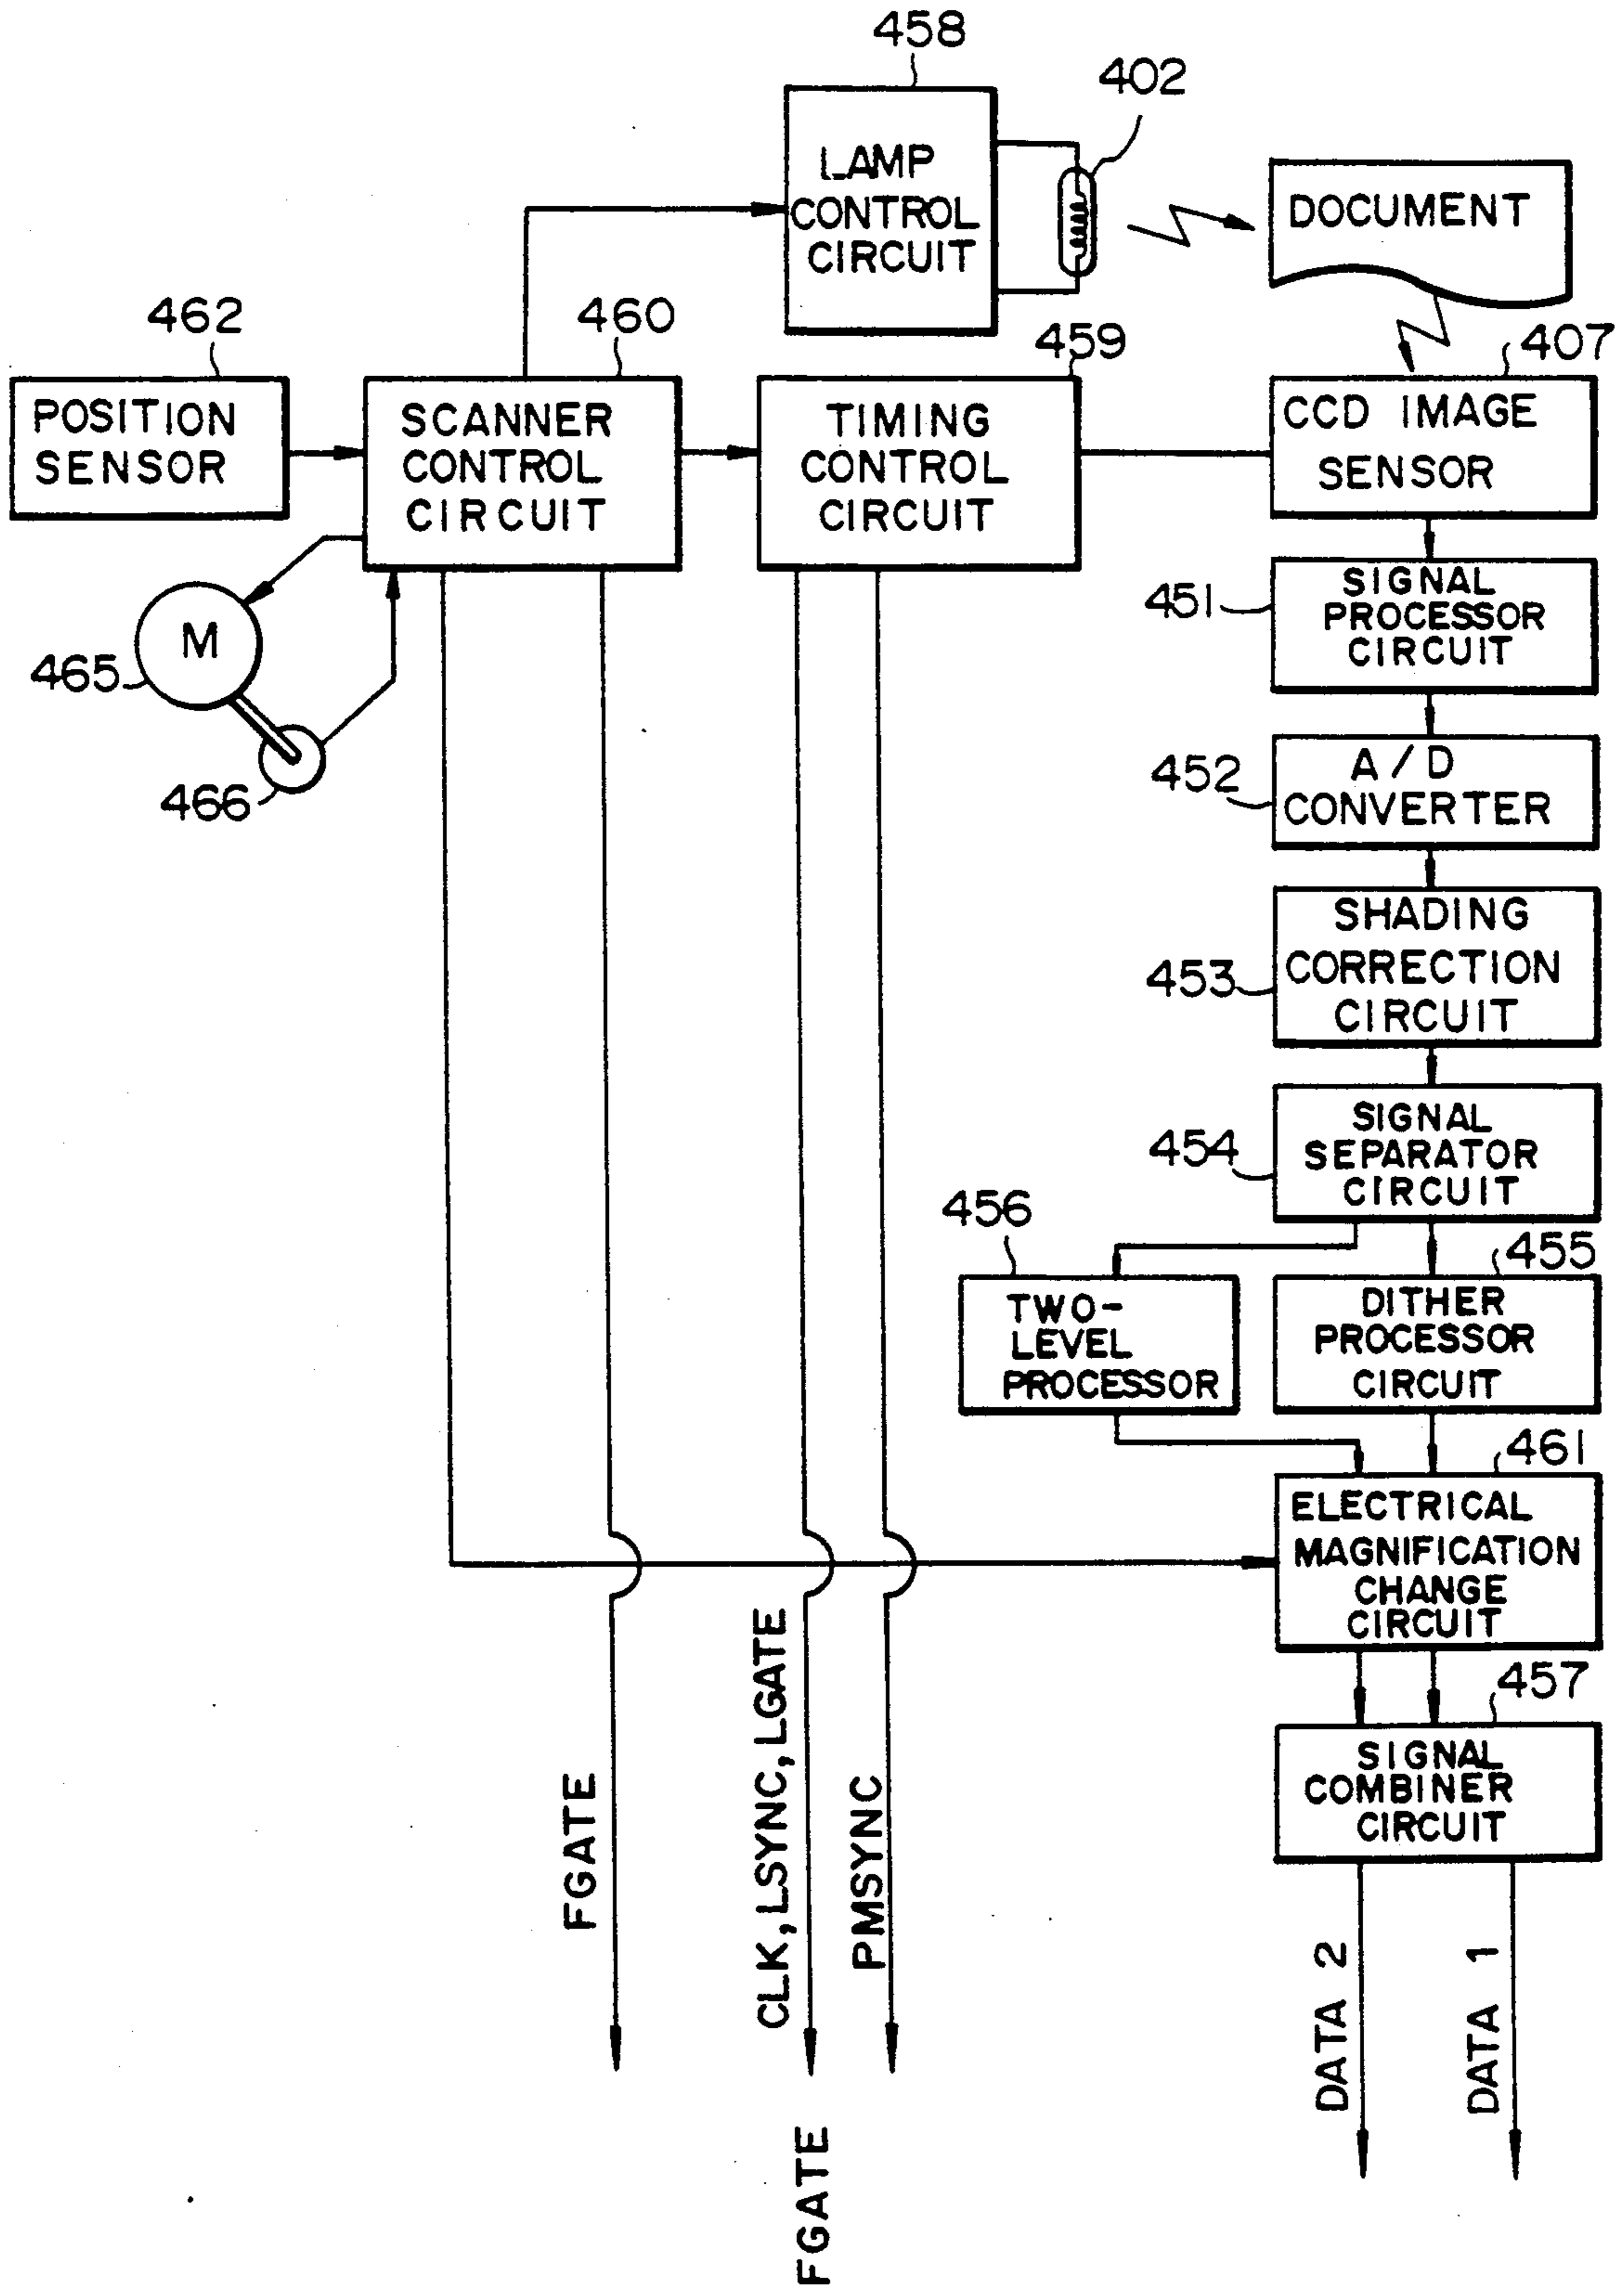 458
402
LAMP
CONTROL
CIRCUIT
DOCUMENT
462
460
459
407
POSITION
SENSOR
SCANNER
CONTROL
CIRCUIT
TIMING
CONTROL
CIRCUIT
CCD IMAGE
SENSOR
M
465
466
451
SIGNAL
PROCESSOR
CIRCUIT
452
A/D
CONVERTER
453
SHADING
CORRECTION
CIRCUIT
454
SIGNAL
SEPARATOR
CIRCUIT
456
455
TWO-
LEVEL
PROCESSOR
DITHER
PROCESSOR
CIRCUIT
461
ELECTRICAL
MAGNIFICATION
CHANGE
CIRCUIT
457
SIGNAL
COMBINER
CIRCUIT
FGATE
CLK, LSYNC, LGATE
PMSYNC
DATA 2
DATA 1
FGATE